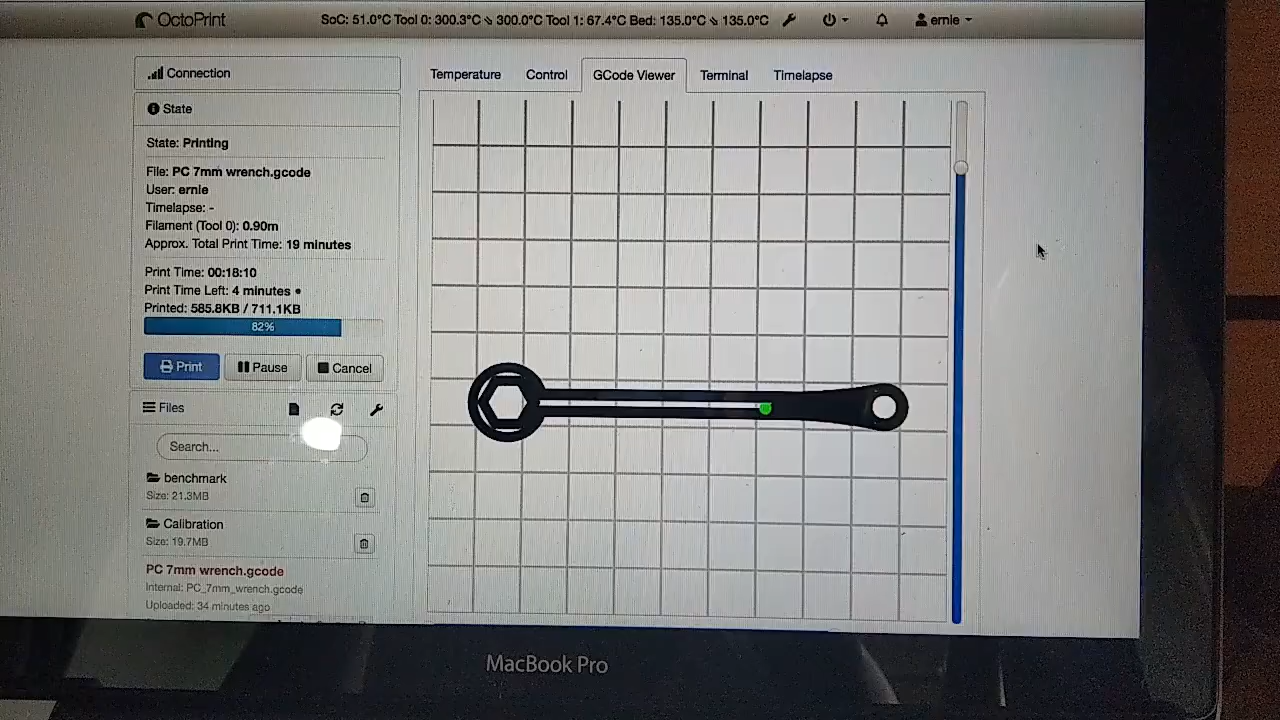 OctoPrint
SoC: 51.0°C Tool 0: 300.3°C ⇘ 300.0°C Tool 1: 67.4°C Bed: 135.0°C ⇘ 135.0°C
ernie
Connection
State
State: Printing
File: PC 7mm wrench.gcode
User: ernie
Timelapse: -
Filament (Tool 0): 0.90m
Approx. Total Print Time: 19 minutes
Print Time: 00:18:10
Print Time Left: 4 minutes •
Printed: 585.8KB / 711.1KB
82%
Print
Pause
Cancel
Files
Search...
benchmark
Size: 21.3MB
Calibration
Size: 19.7MB
PC 7mm wrench.gcode
Internal: PC_7mm_wrench.gcode
Uploaded: 34 minutes ago
Temperature
Control
GCode Viewer
Terminal
Timelapse
MacBook Pro